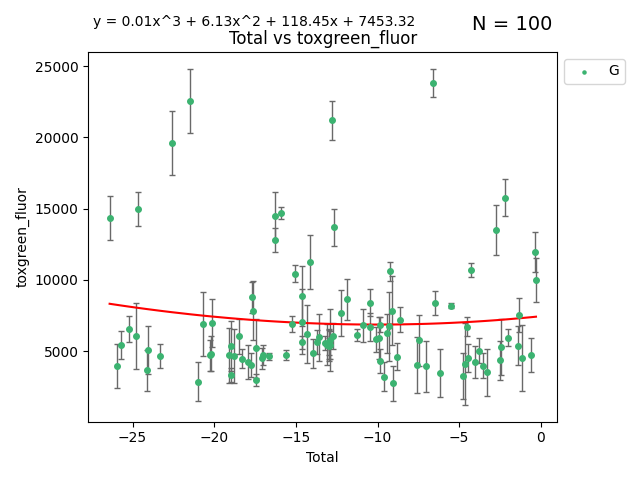 y = 0.01x^3 + 6.13x^2 + 118.45x + 7453.32
N = 100
Total vs toxgreen_fluor
G
25000
20000
15000
10000
5000
toxgreen_fluor
−25
−20
−15
−10
−5
0
Total